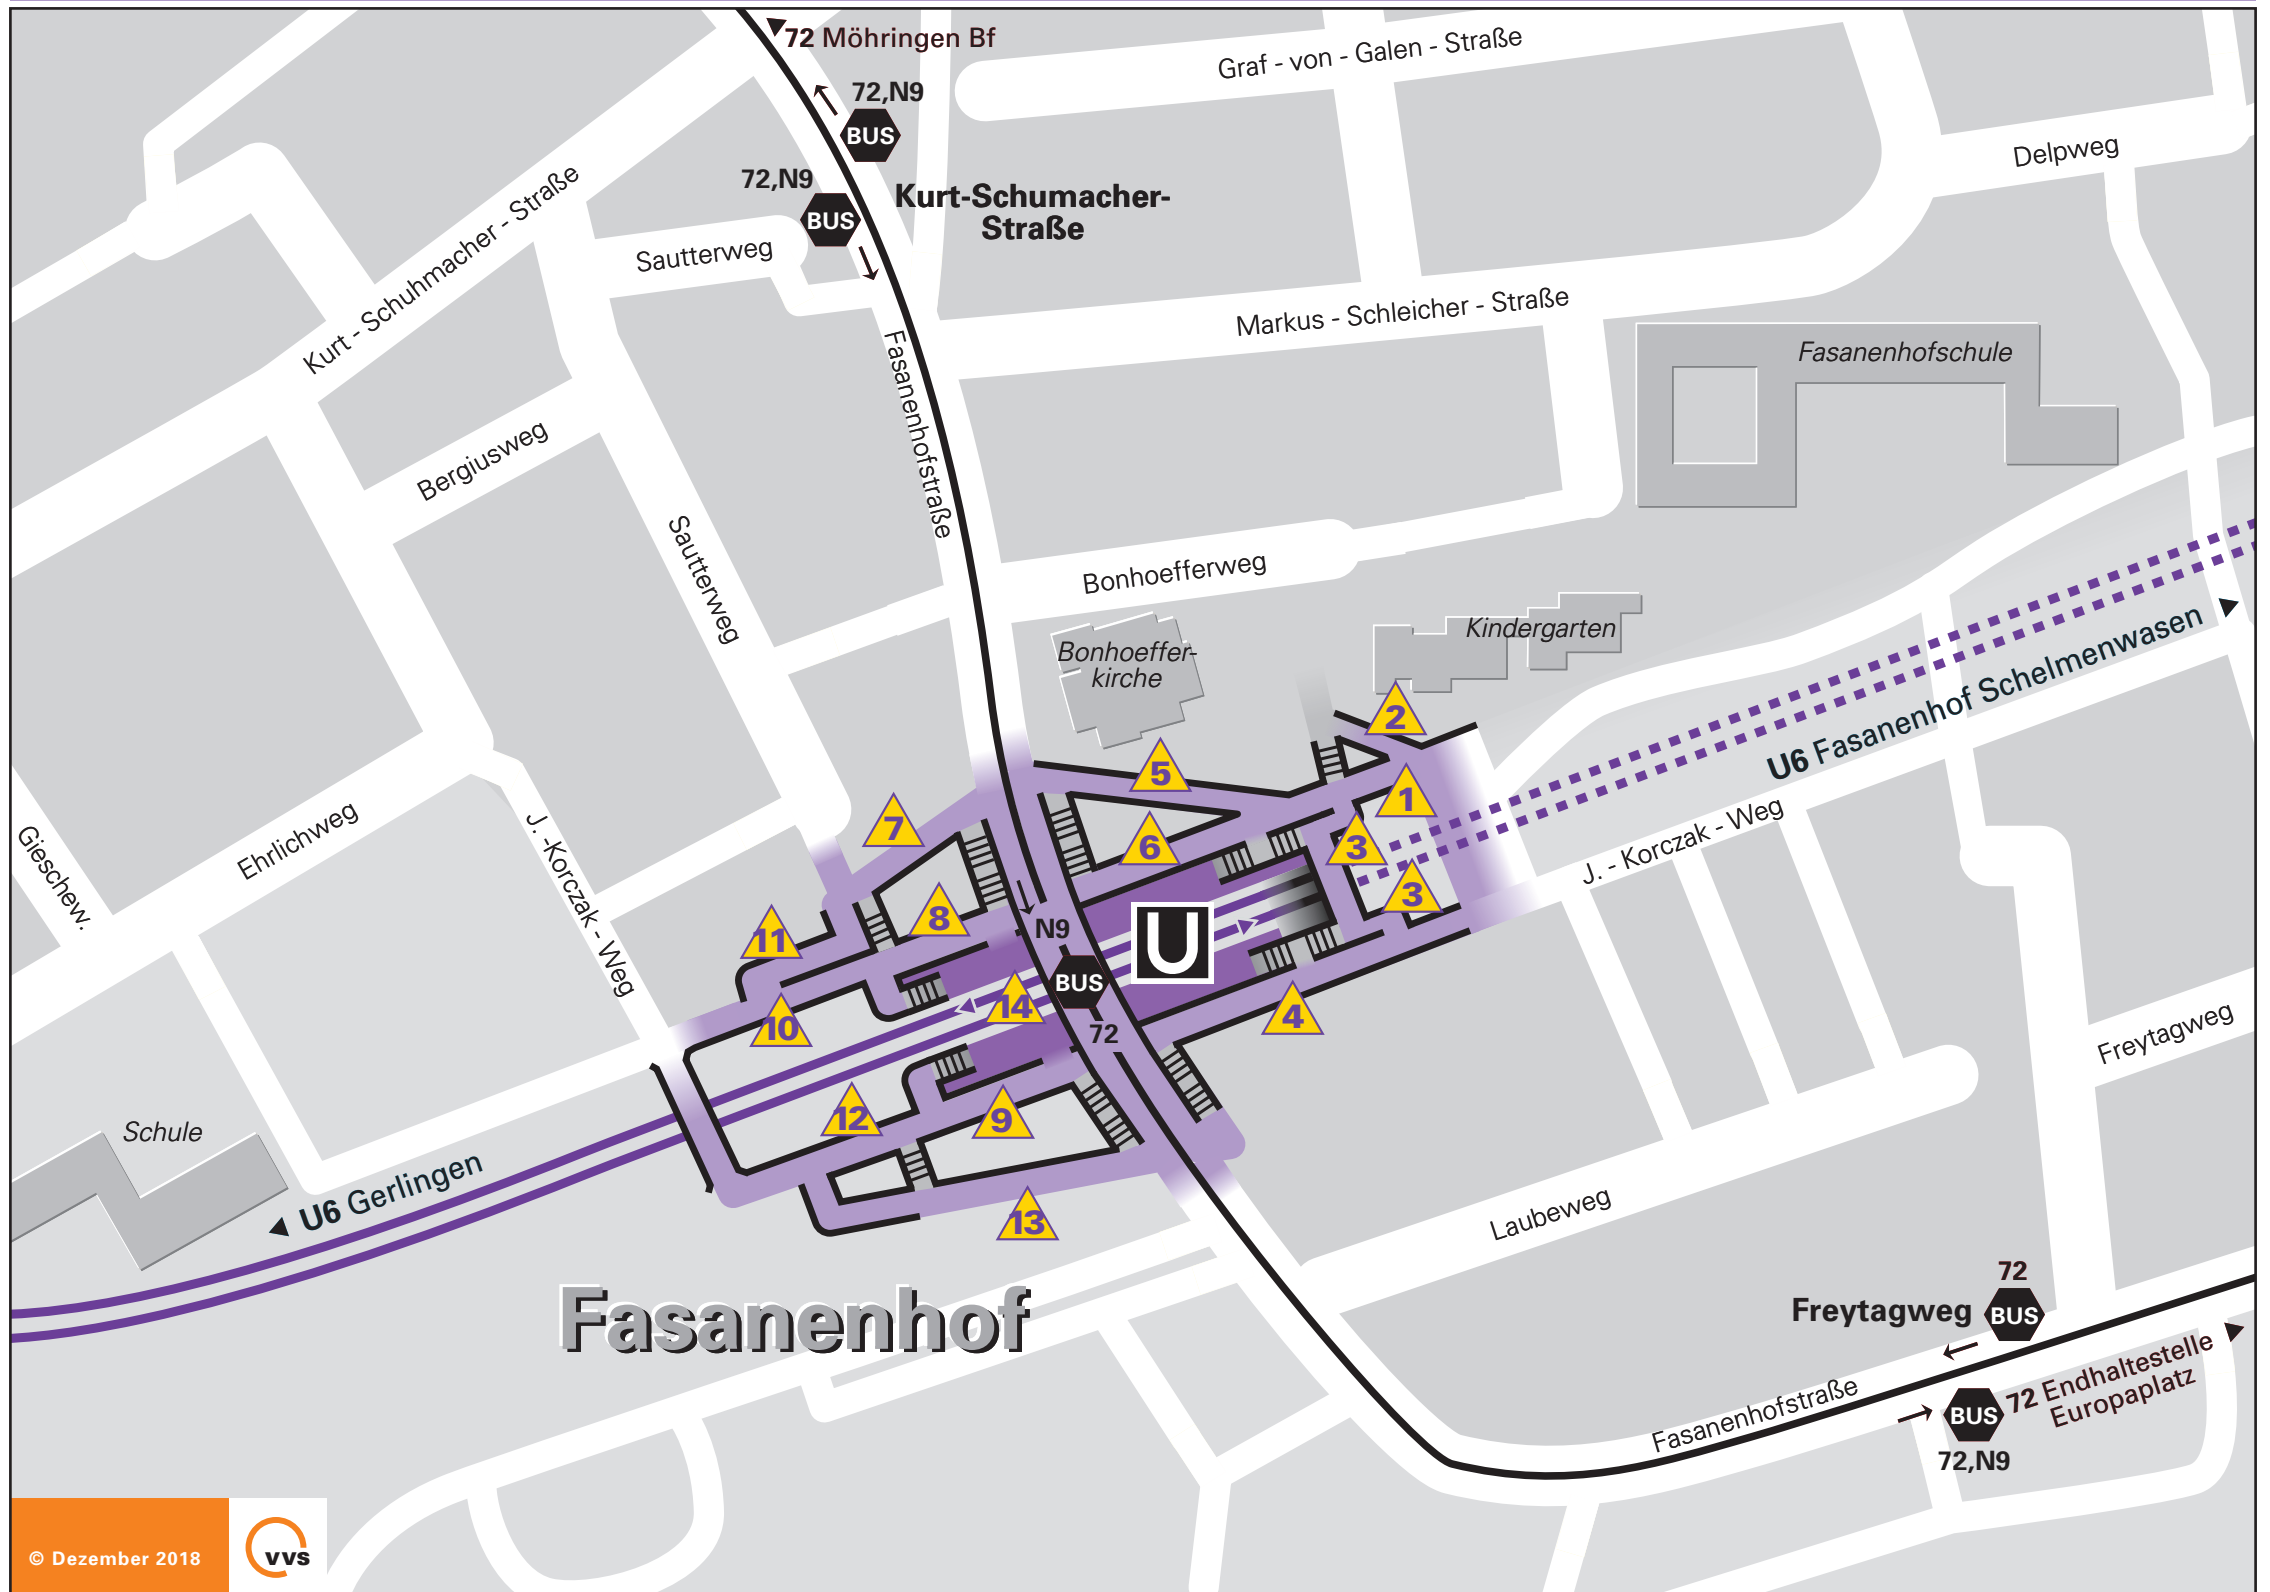 72 Möhringen Bf
Graf - von - Galen - Straße
72,N9
BUS
Delpweg
72,N9
BUS
Kurt-Schumacher-
Straße
Kurt - Schuhmacher - Straße
Sautterweg
Markus - Schleicher - Straße
Fasanenhofstraße
Fasanenhofschule
Bergiusweg
Sautterweg
Bonhoefferweg
Bonhoeffer-
kirche
Kindergarten
U6 Fasanenhof Schelmenwasen
2
5
1
7
6
3
3
8
11
J. - Korczak - Weg
Gieschew.
Ehrlichweg
J. -Korczak - Weg
N9
U
BUS
14
10
4
72
Freytagweg
12
9
Schule
U6 Gerlingen
13
Laubeweg
Fasanenhof
72
Freytagweg
BUS
Fasanenhofstraße
BUS
72 Endhaltestelle
Europaplatz
72,N9
© Dezember 2018
vvs